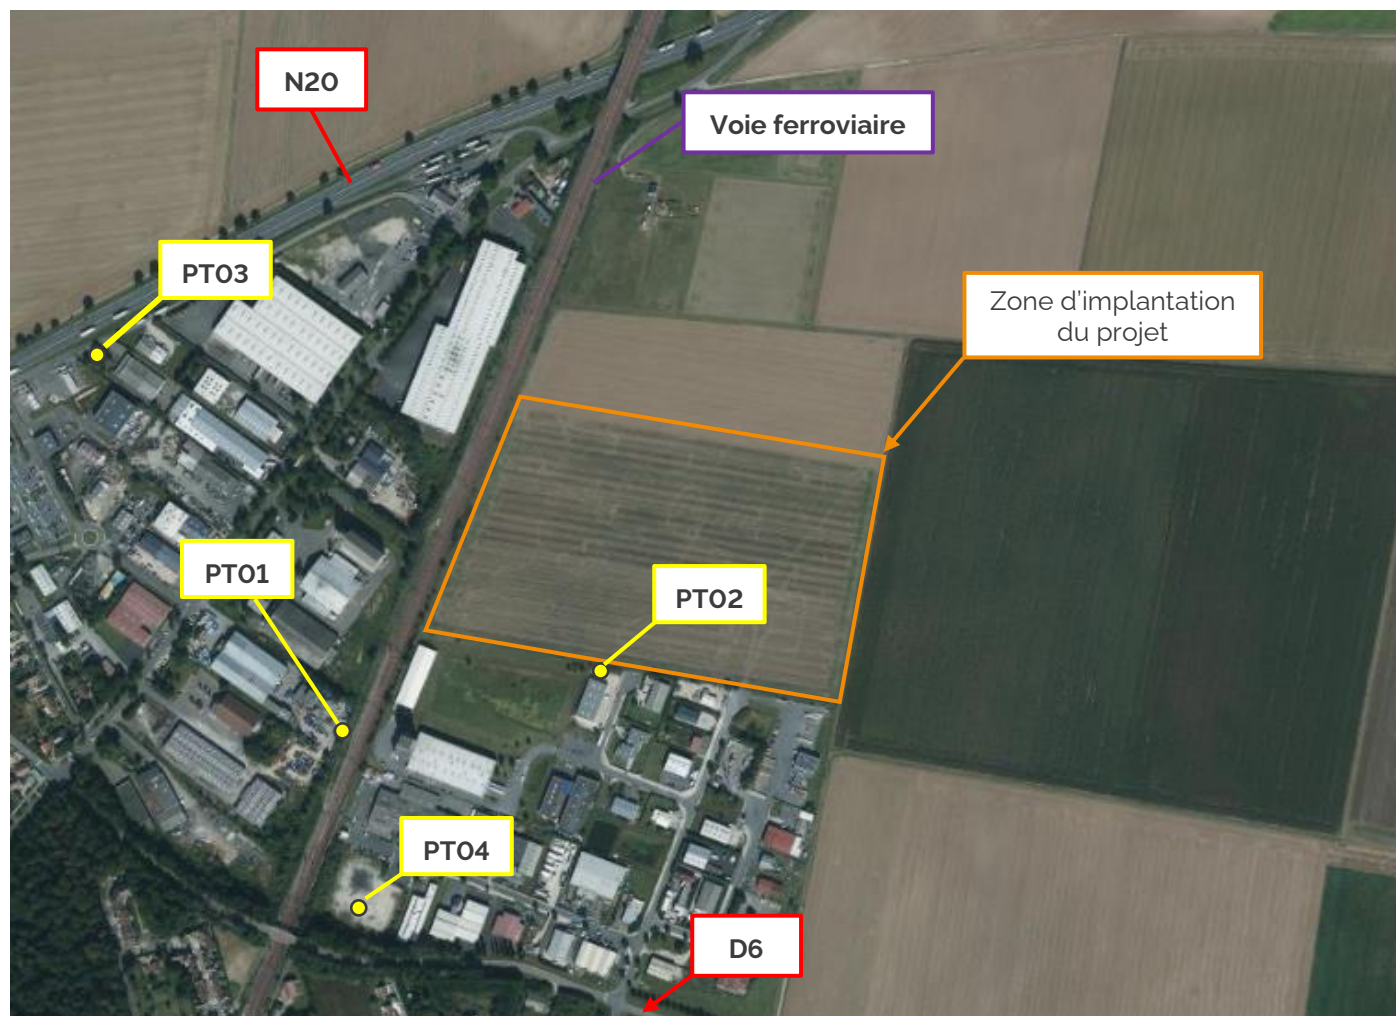 N20
Voie ferroviaire
PT03
Zone d'implantation
du projet
PT01
PT02
PT04
D6